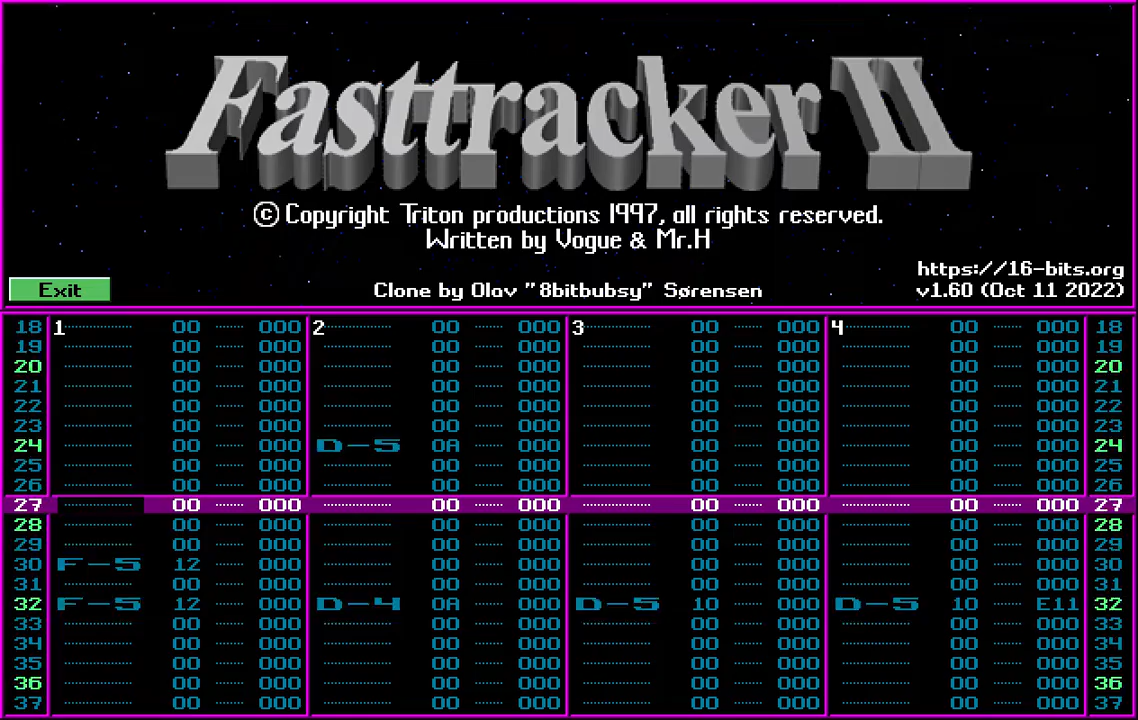 Fasttracker II
© Copyright Triton productions 1997, all rights reserved.
Written by Vogue & Mr.H
https://16-bits.org
Exit Clone by Olav "8bitbubsy" Sørensen v1.60 (Oct 11 2022)
18 1 00 000 2 00 000 3 00 000 4 00 000 18
19 00 000 00 000 00 000 00 000 19
20 00 000 00 000 00 000 00 000 20
21 00 000 00 000 00 000 00 000 21
22 00 000 00 000 00 000 00 000 22
23 00 000 00 000 00 000 00 000 23
24 00 000 D-5 0A 000 00 000 00 000 24
25 00 000 00 000 00 000 00 000 25
26 00 000 00 000 00 000 00 000 26
27 00 000 00 000 00 000 00 000 27
28 00 000 00 000 00 000 00 000 28
29 00 000 00 000 00 000 00 000 29
30 F-5 12 000 00 000 00 000 00 000 30
31 00 000 00 000 00 000 00 000 31
32 F-5 12 000 D-4 0A 000 D-5 10 000 D-5 10 E11 32
33 00 000 00 000 00 000 00 000 33
34 00 000 00 000 00 000 00 000 34
35 00 000 00 000 00 000 00 000 35
36 00 000 00 000 00 000 00 000 36
37 00 000 00 000 00 000 00 000 37